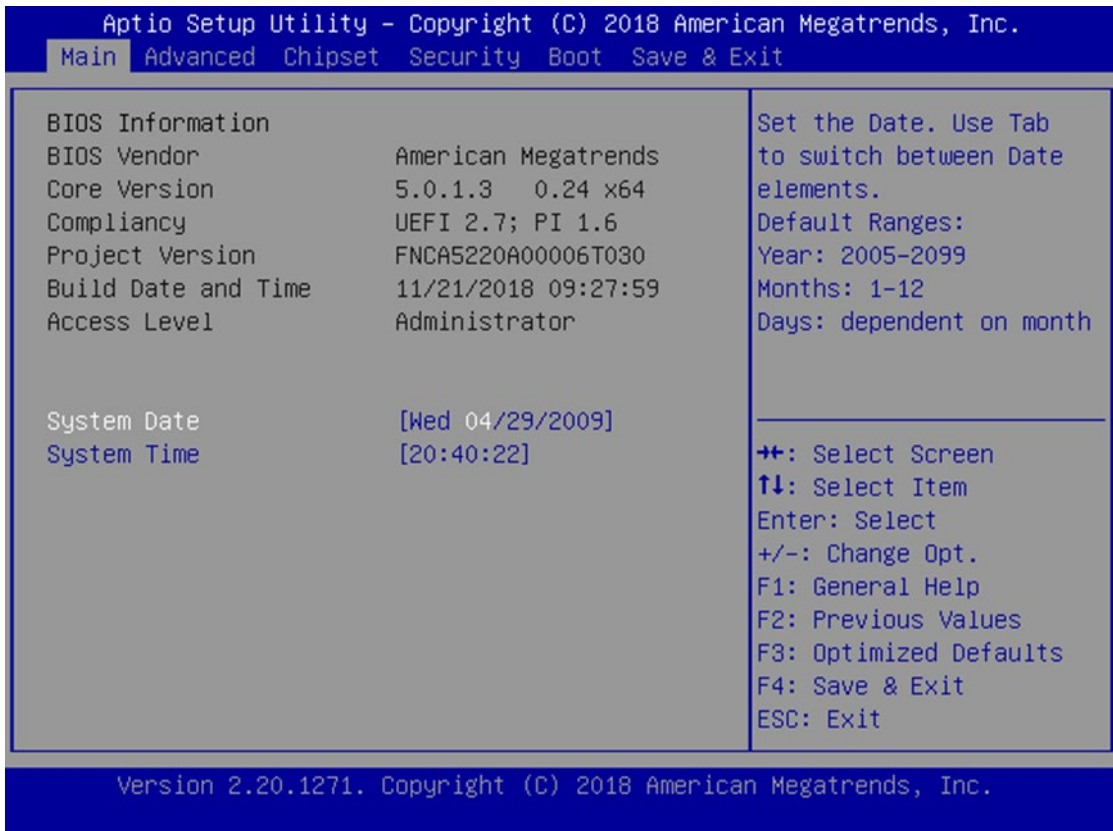 Aptio Setup Utility – Copyright (C) 2018 American Megatrends, Inc.
Main Advanced Chipset Security Boot Save & Exit
BIOS Information
BIOS Vendor American Megatrends
Core Version 5.0.1.3 0.24 x64
Compliancy UEFI 2.7; PI 1.6
Project Version FNCA5220A00006T030
Build Date and Time 11/21/2018 09:27:59
Access Level Administrator
System Date [Wed 04/29/2009]
System Time [20:40:22]
Set the Date. Use Tab
to switch between Date
elements.
Default Ranges:
Year: 2005–2099
Months: 1–12
Days: dependent on month
→←: Select Screen
↑↓: Select Item
Enter: Select
+/-: Change Opt.
F1: General Help
F2: Previous Values
F3: Optimized Defaults
F4: Save & Exit
ESC: Exit
Version 2.20.1271. Copyright (C) 2018 American Megatrends, Inc.